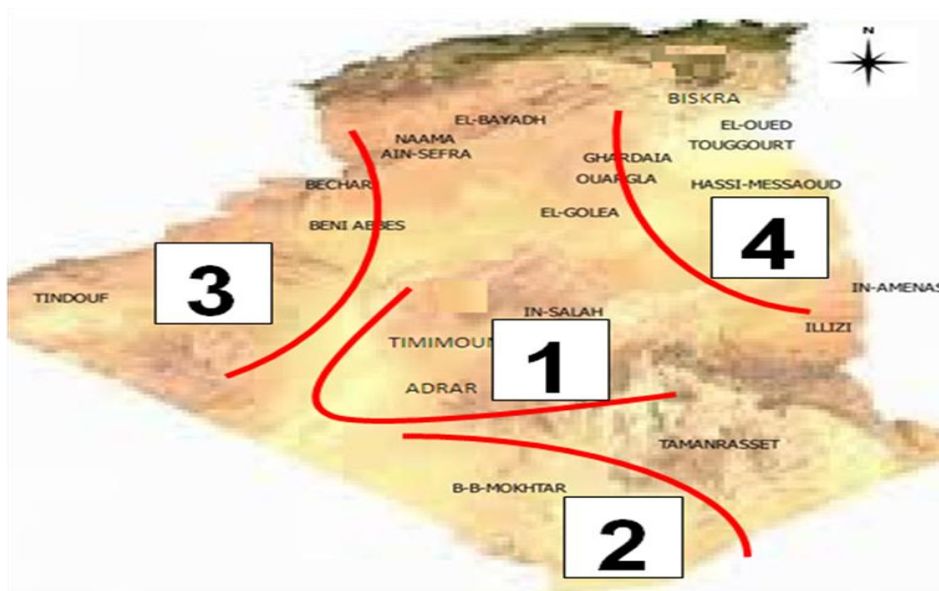 N
BISKRA
EL-BAYADH
EL-OUED
NAAMA
TOUGGOURT
AIN-SEFRA
GHARDAIA
BECHAR
OUARGLA
HASSI-MESSAOUD
EL-GOLEA
BENI ABBES
4
3
IN-AMENAS
TINDOUF
IN-SALAH
ILLIZI
TIMIMOUN
1
ADRAR
TAMANRASSET
B-B-MOKHTAR
2